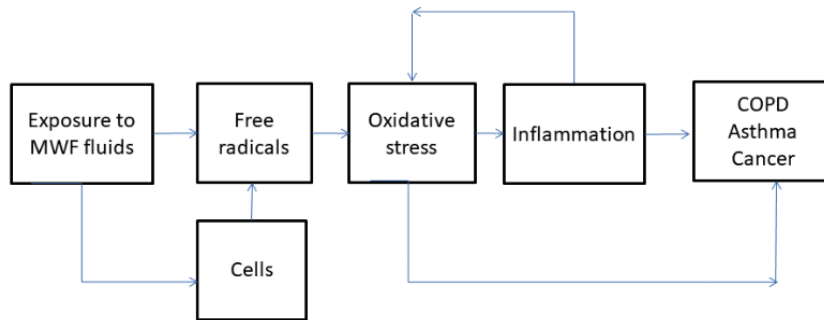 Exposure to
MWF fluids
Free
radicals
Oxidative
stress
Inflammation
COPD
Asthma
Cancer
Cells